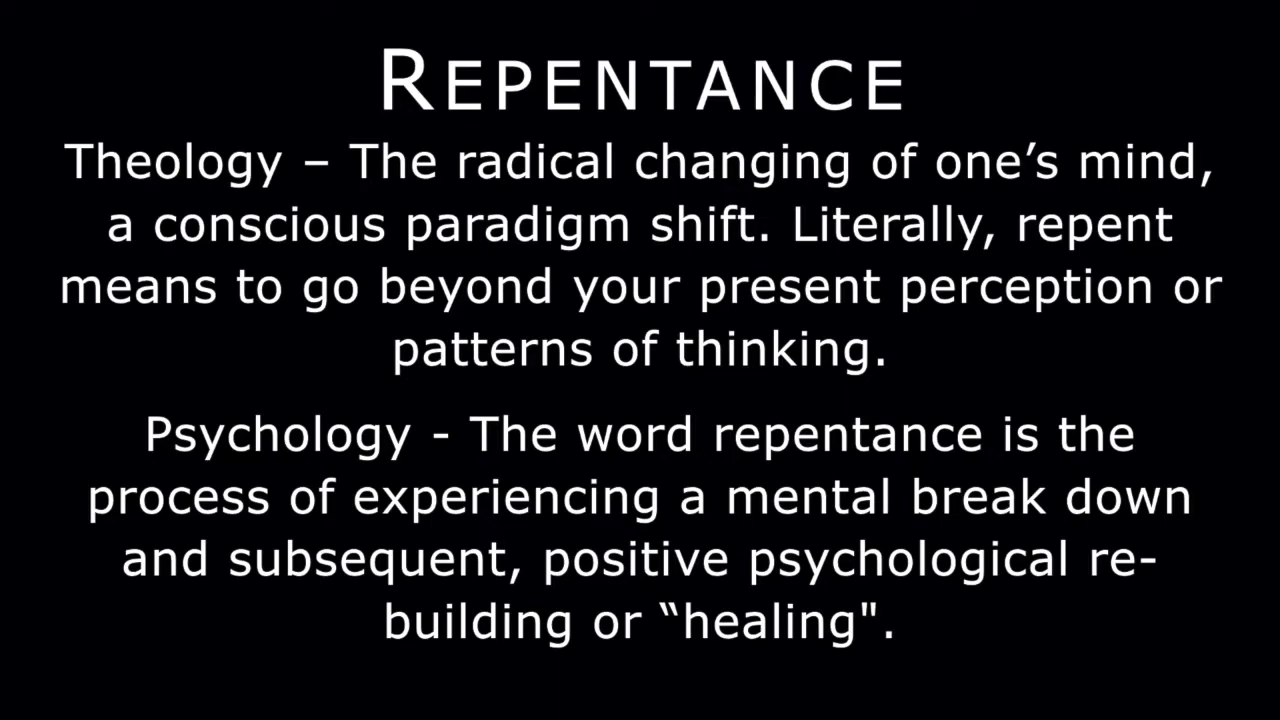 REPENTANCE
Theology – The radical changing of one’s mind,
a conscious paradigm shift. Literally, repent
means to go beyond your present perception or
patterns of thinking.
Psychology - The word repentance is the
process of experiencing a mental break down
and subsequent, positive psychological re-
building or “healing".